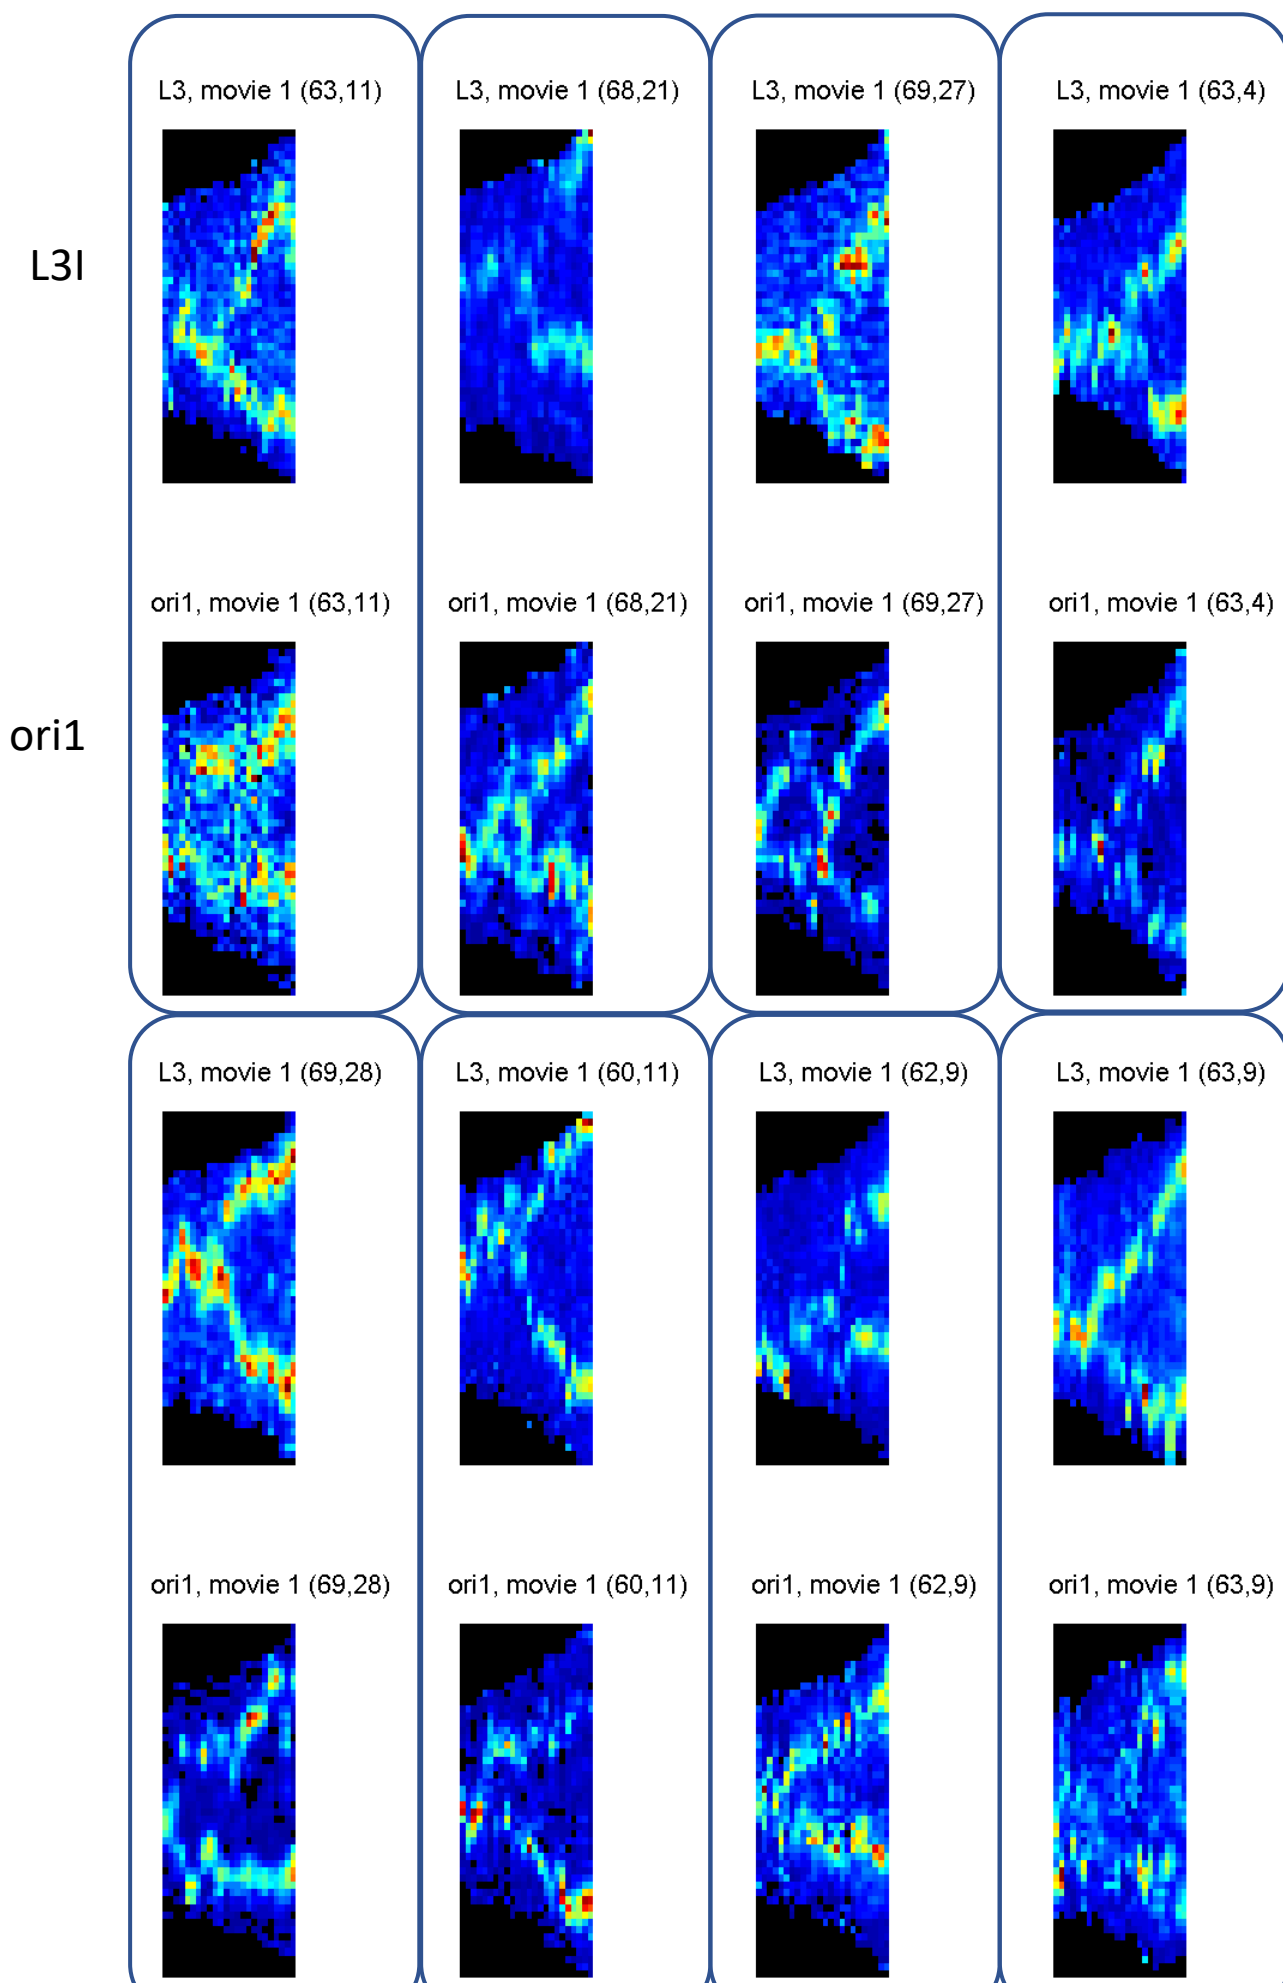 L3, movie 1 (63,11)
L3, movie 1 (68,21)
L3, movie 1 (69,27)
L3, movie 1 (63,4)
L3I
ori1, movie 1 (63,11)
ori1, movie 1 (68,21)
ori1, movie 1 (69,27)
ori1, movie 1 (63,4)
ori1
L3, movie 1 (69,28)
L3, movie 1 (60,11)
L3, movie 1 (62,9)
L3, movie 1 (63,9)
ori1, movie 1 (69,28)
ori1, movie 1 (60,11)
ori1, movie 1 (62,9)
ori1, movie 1 (63,9)